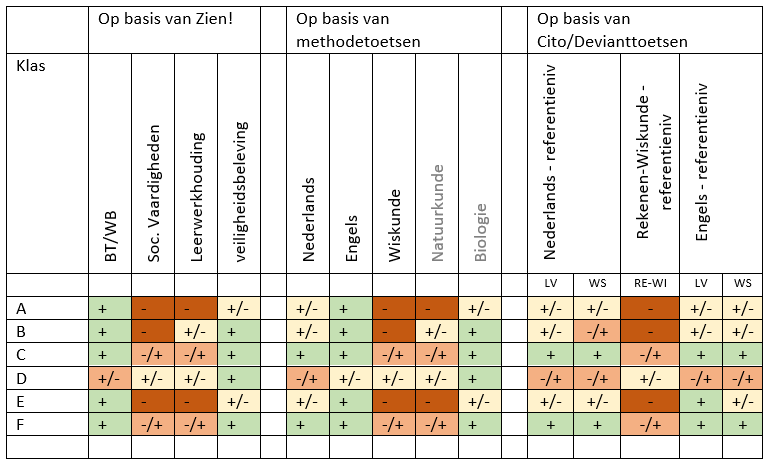 Op basis van Zien! Op basis van methodetoetsen Op basis van Cito/Devianttoetsen
Klas BT/WB Soc. Vaardigheden Leerwerkhouding veiligheidsbeleving Nederlands Engels Wiskunde Natuurkunde Biologie Nederlands - referentieniv Rekenen-Wiskunde - referentieniv Engels - referentieniv
LV WS RE-WI LV WS
A + - - +/- +/- + - - +/- +/- +/- - +/- +/-
B + - +/- + +/- + - +/- + +/- -/+ - +/- +/-
C + -/+ -/+ + + + -/+ -/+ + + + -/+ + +
D +/- +/- +/- + -/+ +/- +/- +/- + -/+ -/+ +/- -/+ -/+
E + - - +/- +/- + - - +/- +/- +/- - + +/-
F + -/+ -/+ + + + -/+ -/+ + + + -/+ + +